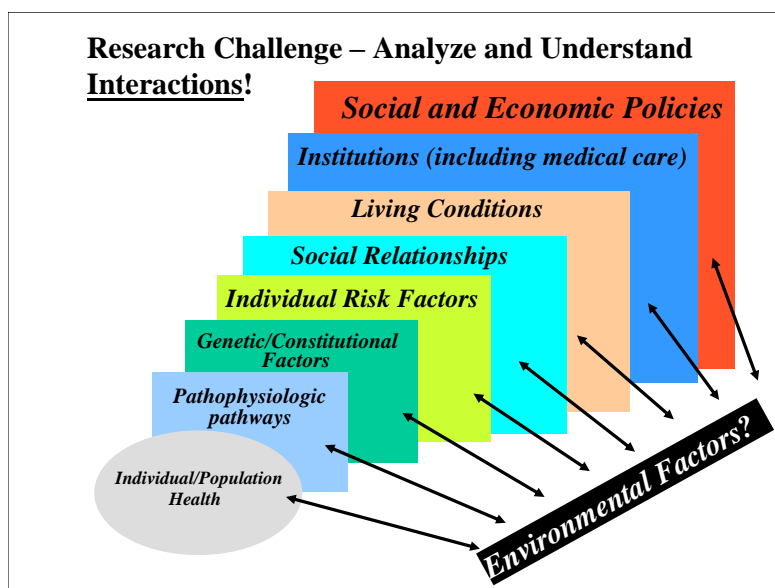 Research Challenge – Analyze and Understand
Interactions!
Social and Economic Policies
Institutions (including medical care)
Living Conditions
Social Relationships
Individual Risk Factors
Genetic/Constitutional
Factors
Pathophysiologic
pathways
Individual/Population
Health
Environmental Factors?